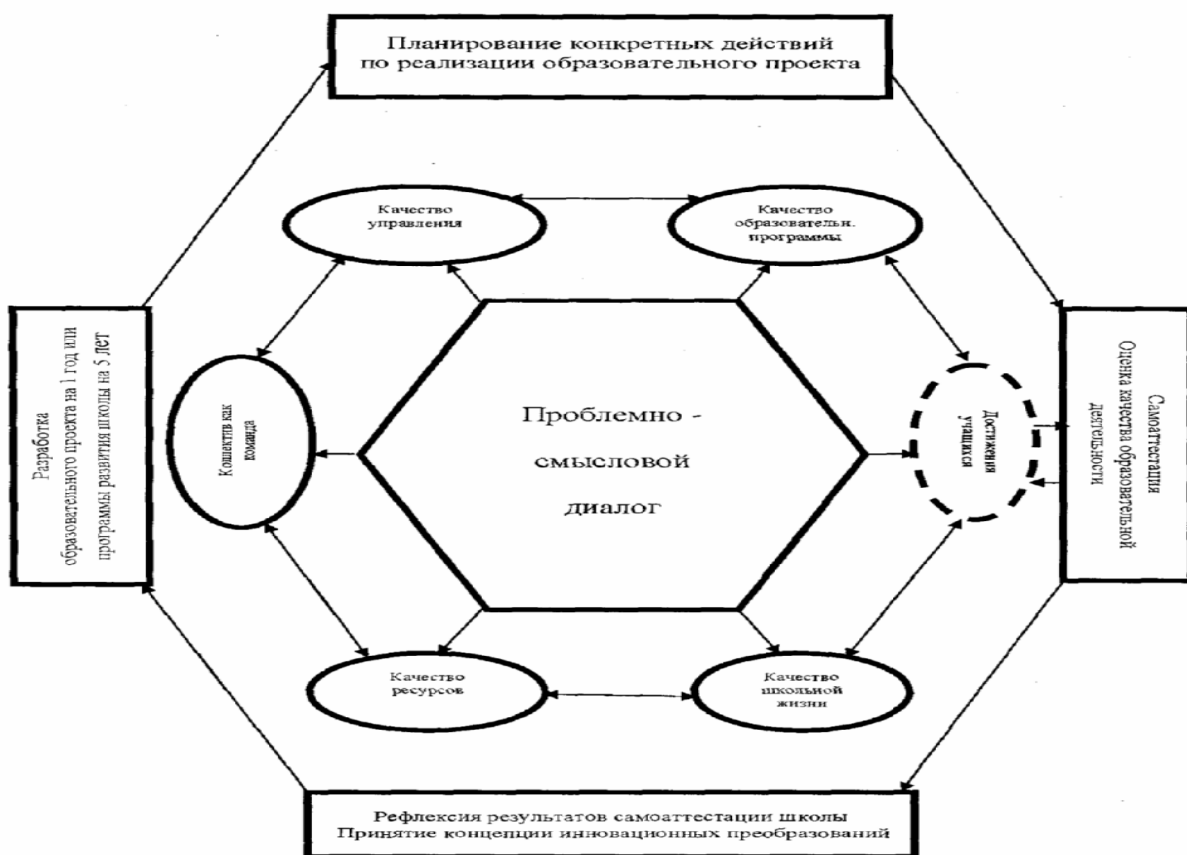 Планирование конкретных действий
по реализации образовательного проекта
Качество
управления
Качество
образовательн.
программы
Разработка
образовательного проекта на 1 год или
программы развития школы на 5 лет
Кошектив как
команда
Проблемно -
смысловой
диалог
Достижения
учащихся
Самоаттестация
Оценка качества образовательной
деятельности
Качество
ресурсов
Качество
школьной
жизни
Рефлексия результатов самоаттестации школы
Принятие концепции инновационных преобразований